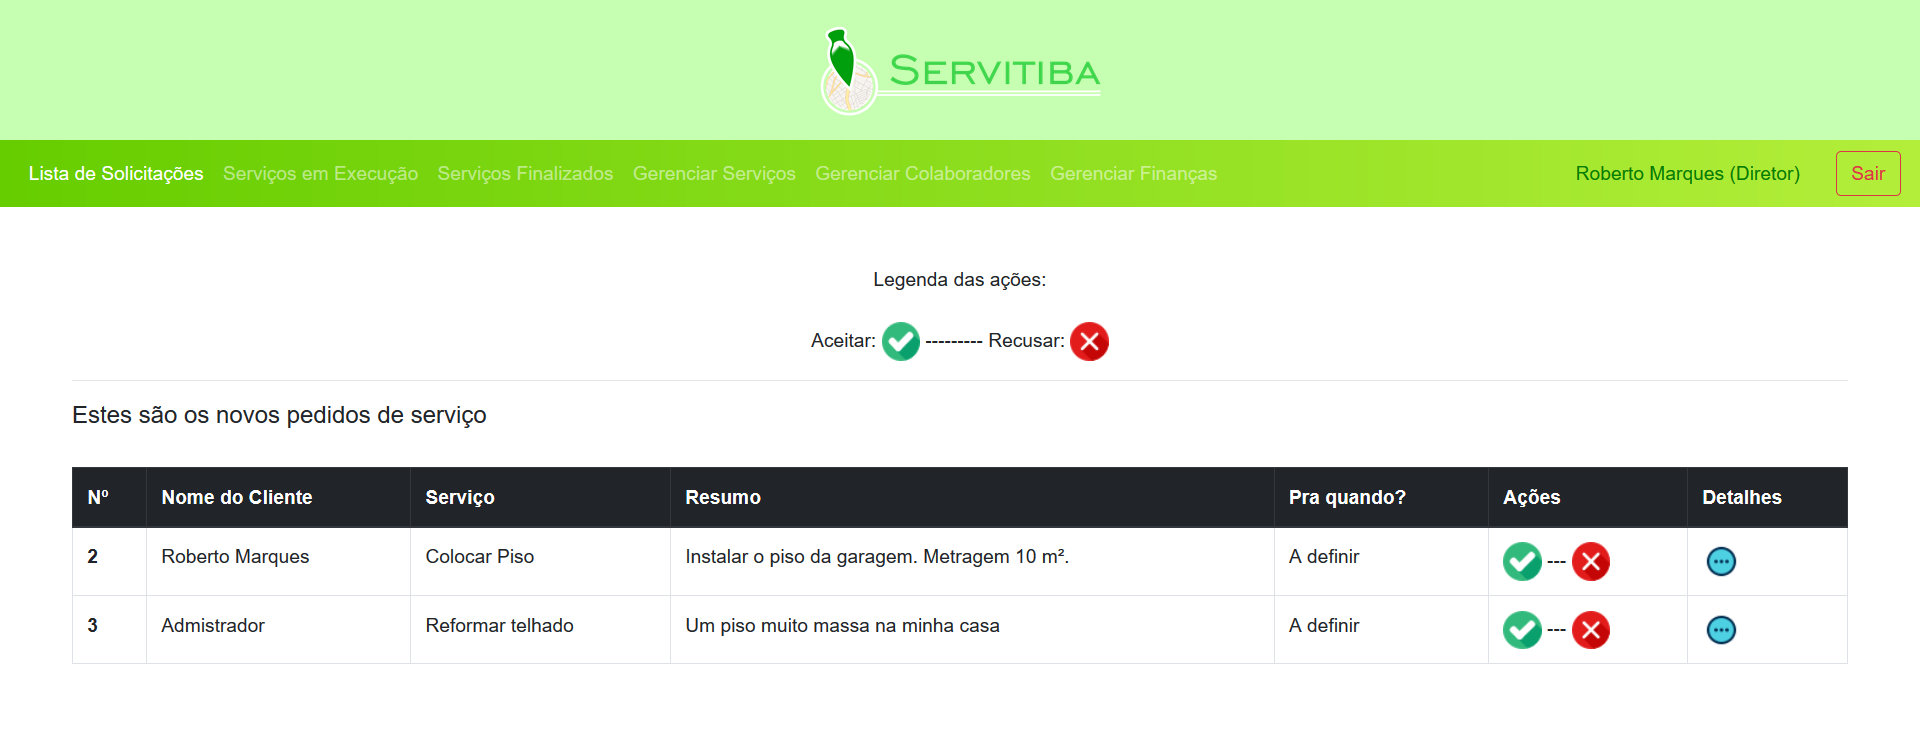 SERVITIBA
Lista de Solicitações Serviços em Execução Serviços Finalizados Gerenciar Serviços Gerenciar Colaboradores Gerenciar Finanças Roberto Marques (Diretor) Sair
Legenda das ações:
Aceitar: --------- Recusar:
Estes são os novos pedidos de serviço
Nº Nome do Cliente Serviço Resumo Pra quando? Ações Detalhes
2 Roberto Marques Colocar Piso Instalar o piso da garagem. Metragem 10 m². A definir ---
3 Admistrador Reformar telhado Um piso muito massa na minha casa A definir ---